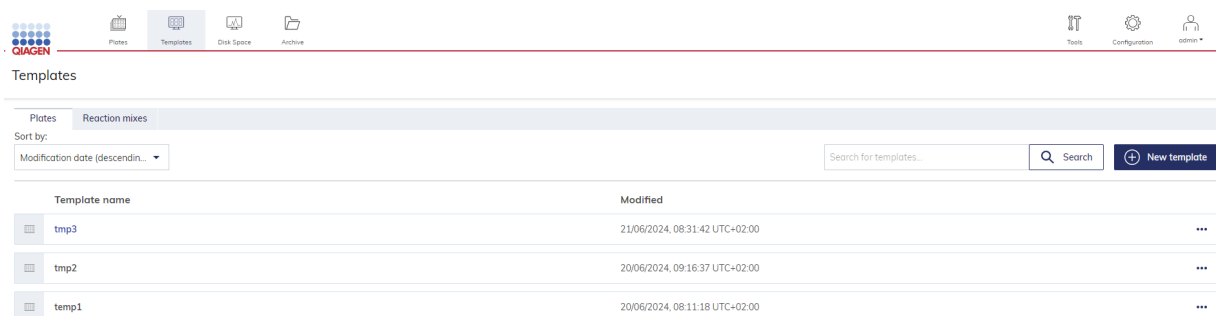 QIAGEN
Plates Templates Disk Space Archive Tools Configuration admin
Templates
Plates Reaction mixes
Sort by:
Modification date (descendin... Search for templates... Search New template
Template name Modified
tmp3 21/06/2024, 08:31:42 UTC+02:00
tmp2 20/06/2024, 09:16:37 UTC+02:00
temp1 20/06/2024, 08:11:18 UTC+02:00